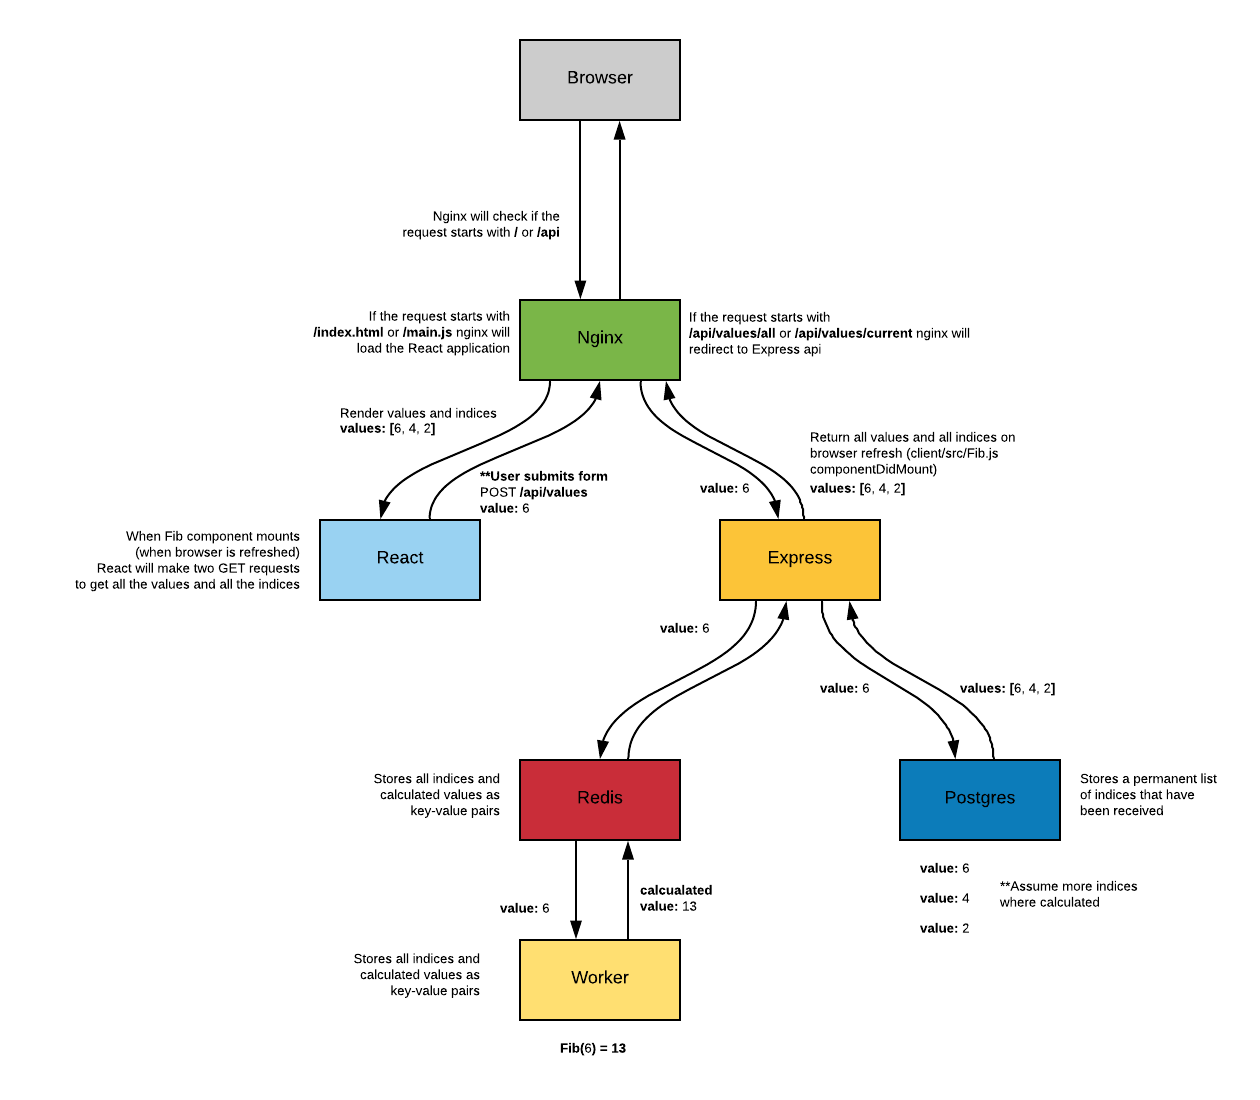 Browser
Nginx will check if the
request starts with / or /api
If the request starts with
/index.html or /main.js nginx will
load the React application
Nginx
If the request starts with
/api/values/all or /api/values/current nginx will
redirect to Express api
Render values and indices
values: [6, 4, 2]
**User submits form
POST /api/values
value: 6
value: 6
Return all values and all indices on
browser refresh (client/src/Fib.js
componentDidMount)
values: [6, 4, 2]
When Fib component mounts
(when browser is refreshed)
React will make two GET requests
to get all the values and all the indices
React
Express
value: 6
value: 6
values: [6, 4, 2]
Stores all indices and
calculated values as
key-value pairs
Redis
Postgres
Stores a permanent list
of indices that have
been received
value: 6
value: 4
value: 2
**Assume more indices
where calculated
value: 6
calcualated
value: 13
Stores all indices and
calculated values as
key-value pairs
Worker
Fib(6) = 13